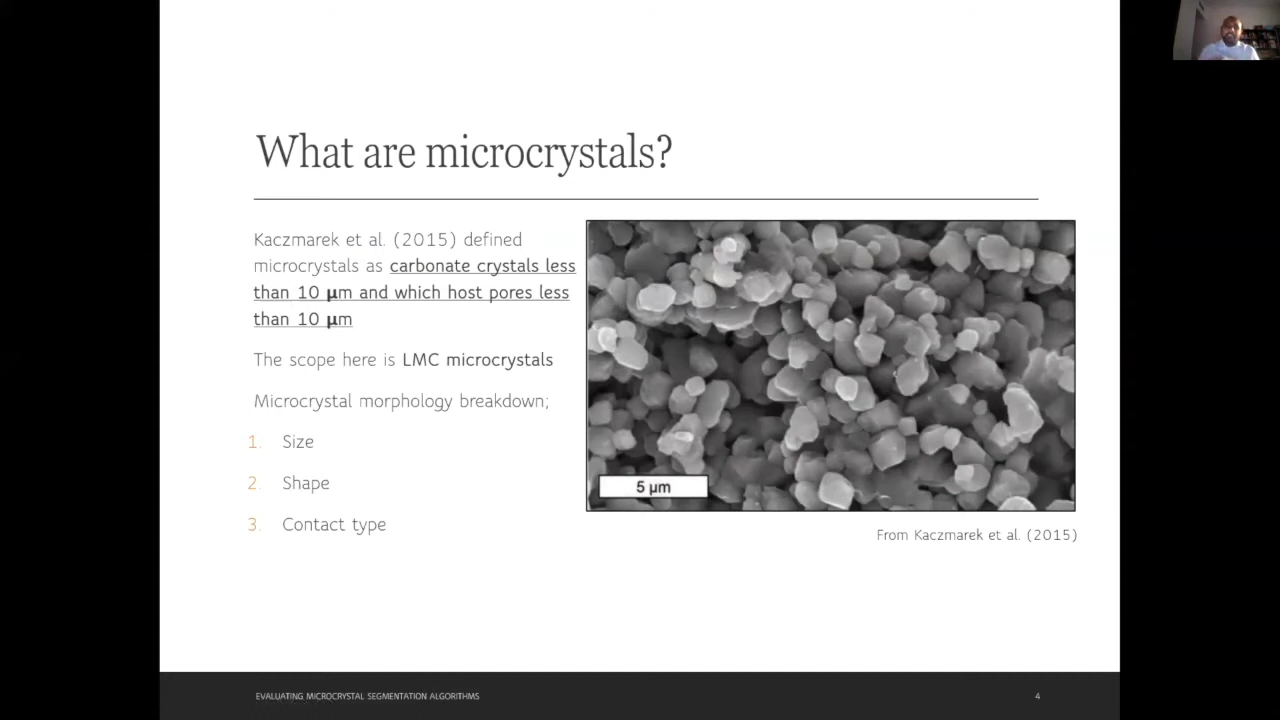 What are microcrystals?
Kaczmarek et al. (2015) defined
microcrystals as carbonate crystals less
than 10 µm and which host pores less
than 10 µm
The scope here is LMC microcrystals
Microcrystal morphology breakdown;
1. Size
2. Shape
3. Contact type
5 µm
From Kaczmarek et al. (2015)
EVALUATING MICROCRYSTAL SEGMENTATION ALGORITHMS
4